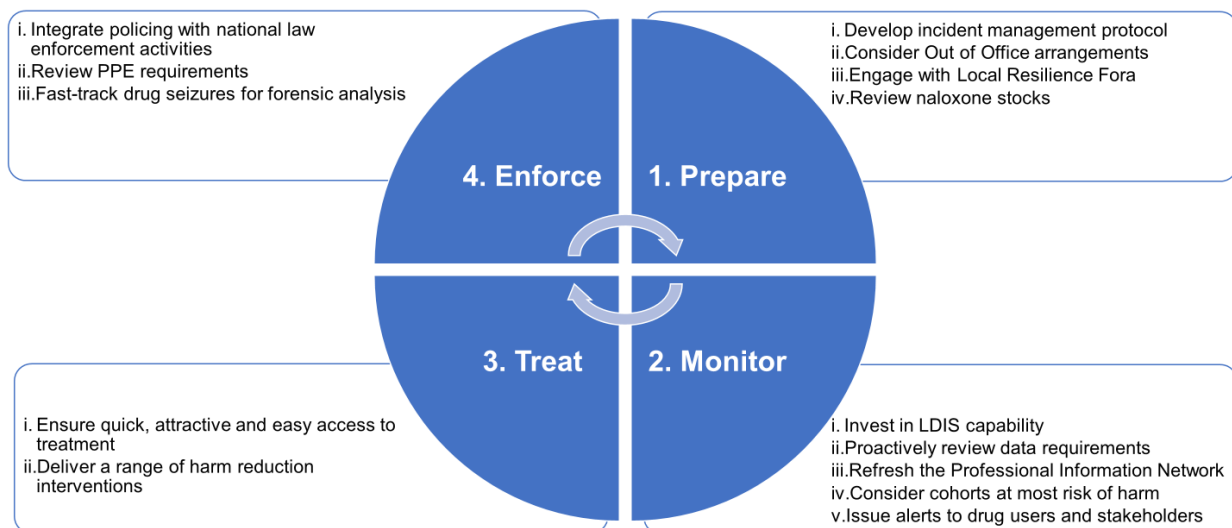 i. Integrate policing with national law
enforcement activities
ii.Review PPE requirements
iii.Fast-track drug seizures for forensic analysis
i. Develop incident management protocol
ii.Consider Out of Office arrangements
iii.Engage with Local Resilience Fora
iv.Review naloxone stocks
4. Enforce
1. Prepare
3. Treat
2. Monitor
i. Ensure quick, attractive and easy access to
treatment
ii.Deliver a range of harm reduction
interventions
i. Invest in LDIS capability
ii.Proactively review data requirements
iii.Refresh the Professional Information Network
iv.Consider cohorts at most risk of harm
v.Issue alerts to drug users and stakeholders